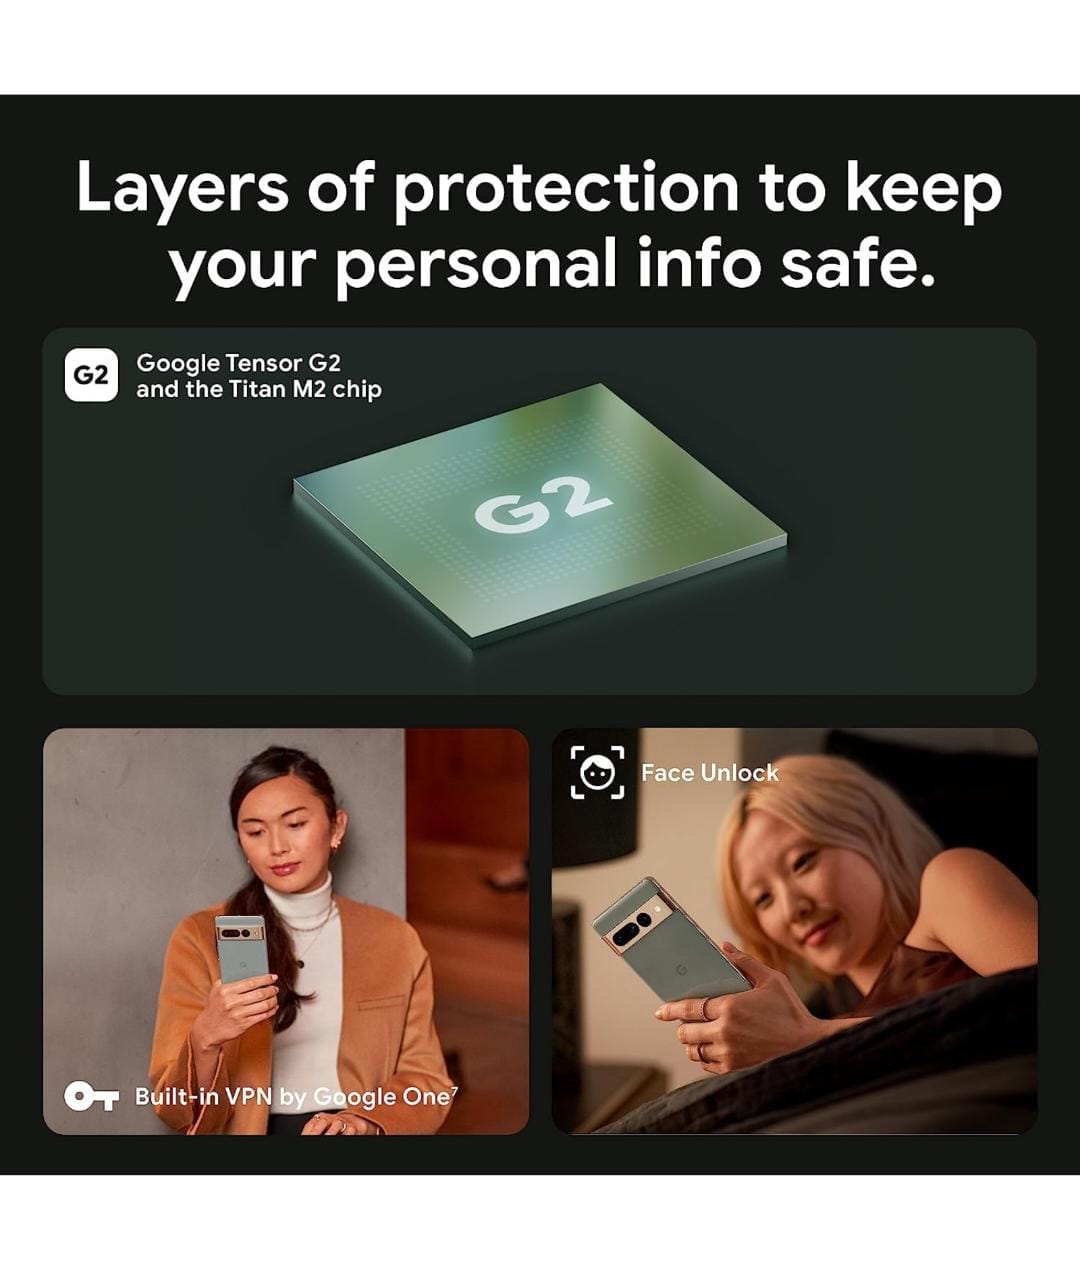 Layers of protection to keep
your personal info safe.
G2
Google Tensor G2
and the Titan M2 chip
G2
Face Unlock
G
Built-in VPN by Google One⁷